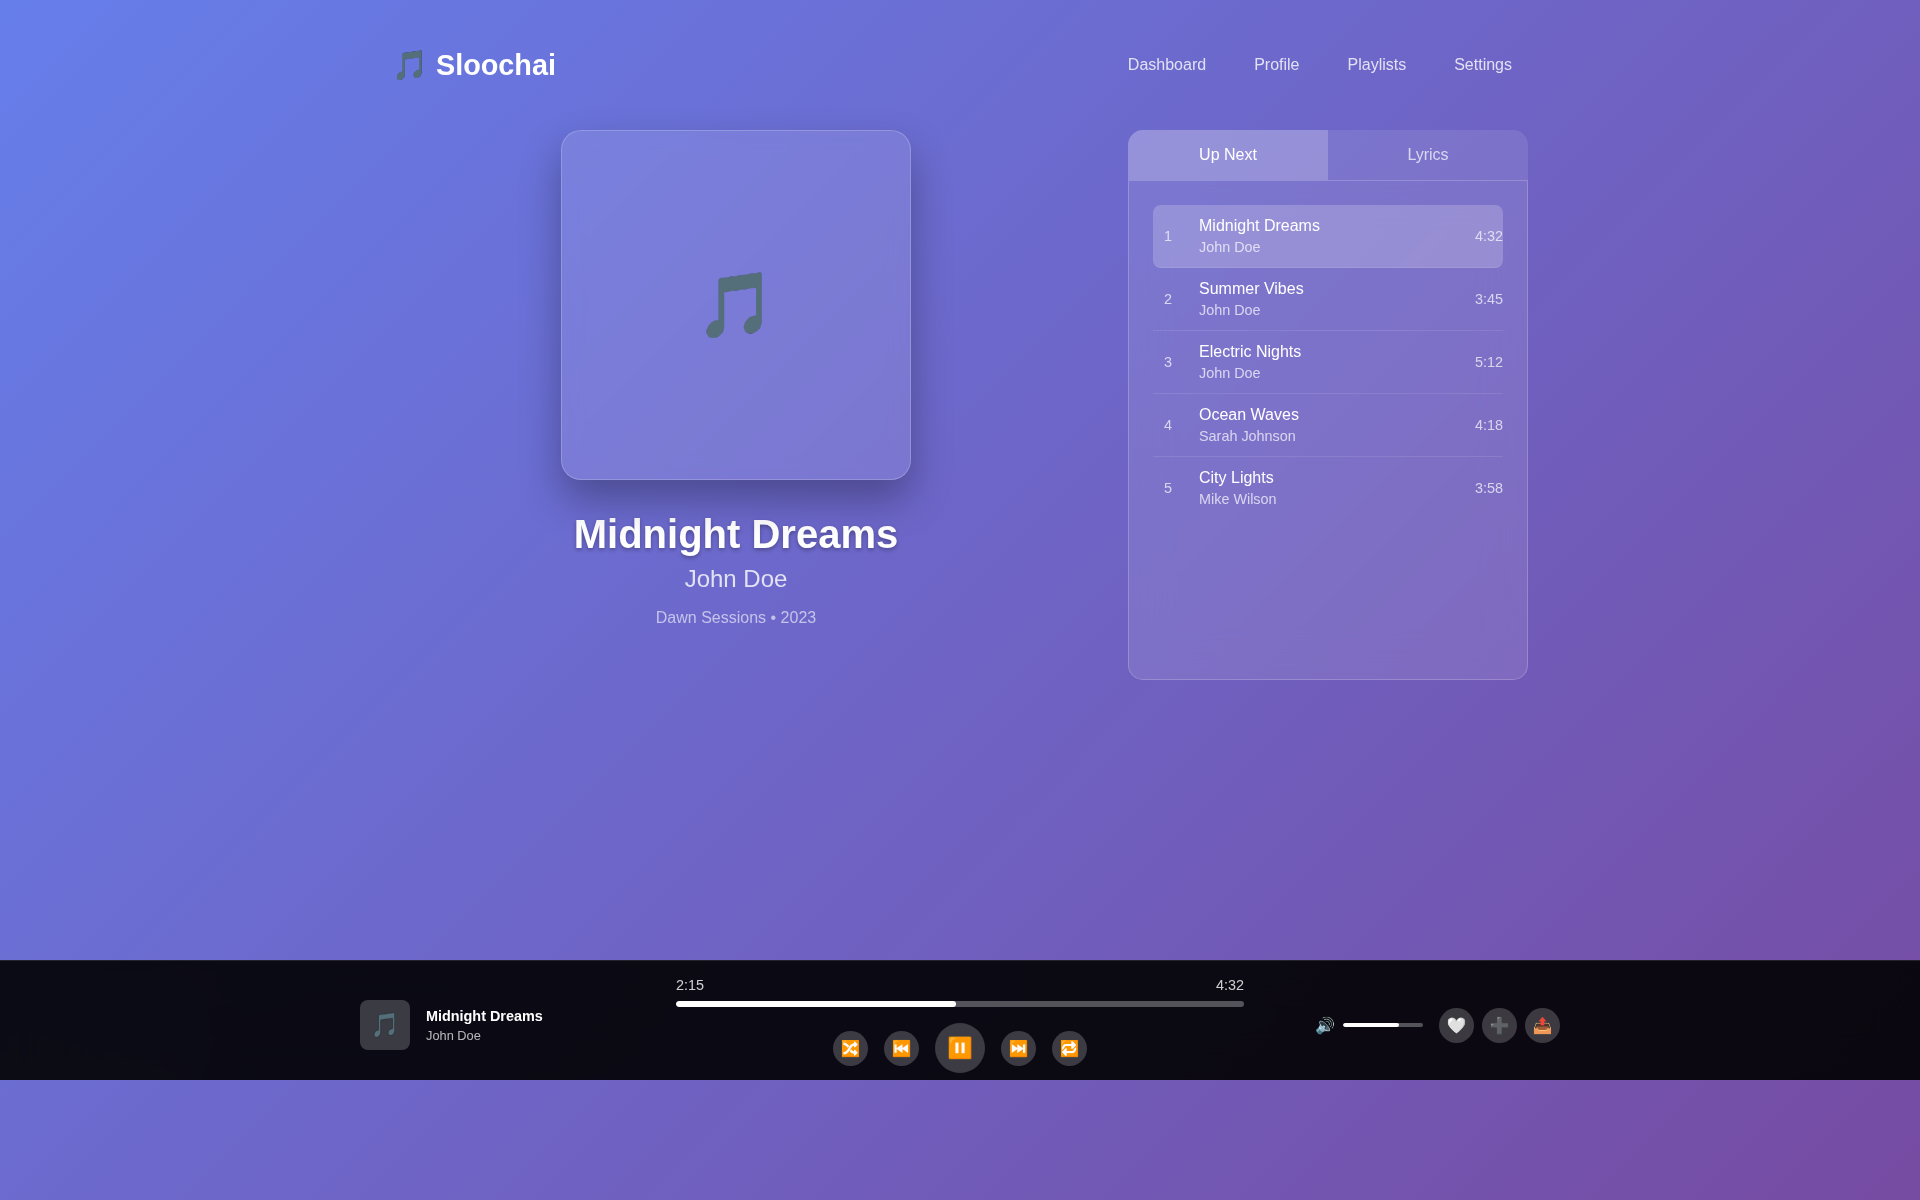 Sloochai
Dashboard Profile Playlists Settings
Midnight Dreams
John Doe
Dawn Sessions • 2023
Up Next Lyrics
1 Midnight Dreams 4:32
John Doe
2 Summer Vibes 3:45
John Doe
3 Electric Nights 5:12
John Doe
4 Ocean Waves 4:18
Sarah Johnson
5 City Lights 3:58
Mike Wilson
Midnight Dreams
John Doe
2:15 4:32